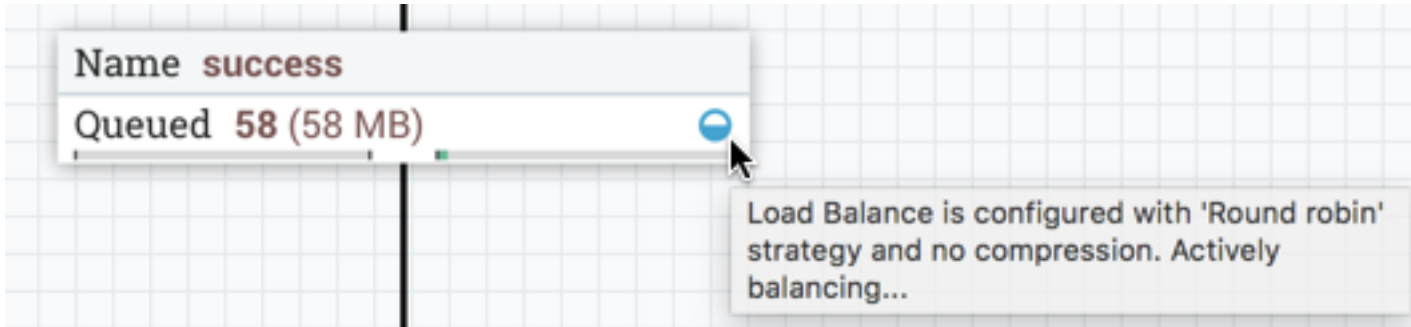 Name success
Queued 58 (58 MB)
Load Balance is configured with 'Round robin'
strategy and no compression. Actively
balancing...